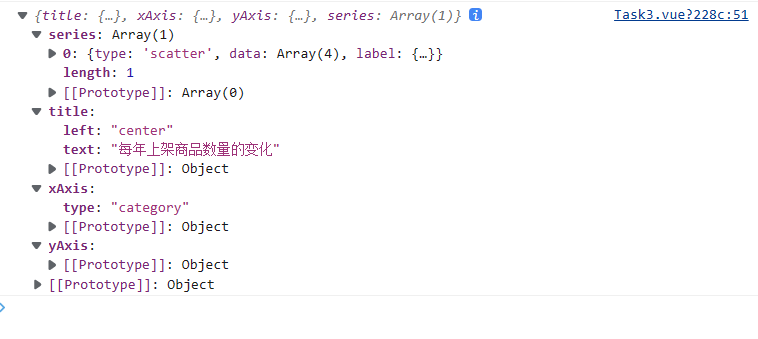 {title: {…}, xAxis: {…}, yAxis: {…}, series: Array(1)} i Task3.vue?228c:51
series: Array(1)
0: {type: 'scatter', data: Array(4), label: {…}}
length: 1
[[Prototype]]: Array(0)
title:
left: "center"
text: "每年上架商品数量的变化"
[[Prototype]]: Object
xAxis:
type: "category"
[[Prototype]]: Object
yAxis:
[[Prototype]]: Object
[[Prototype]]: Object